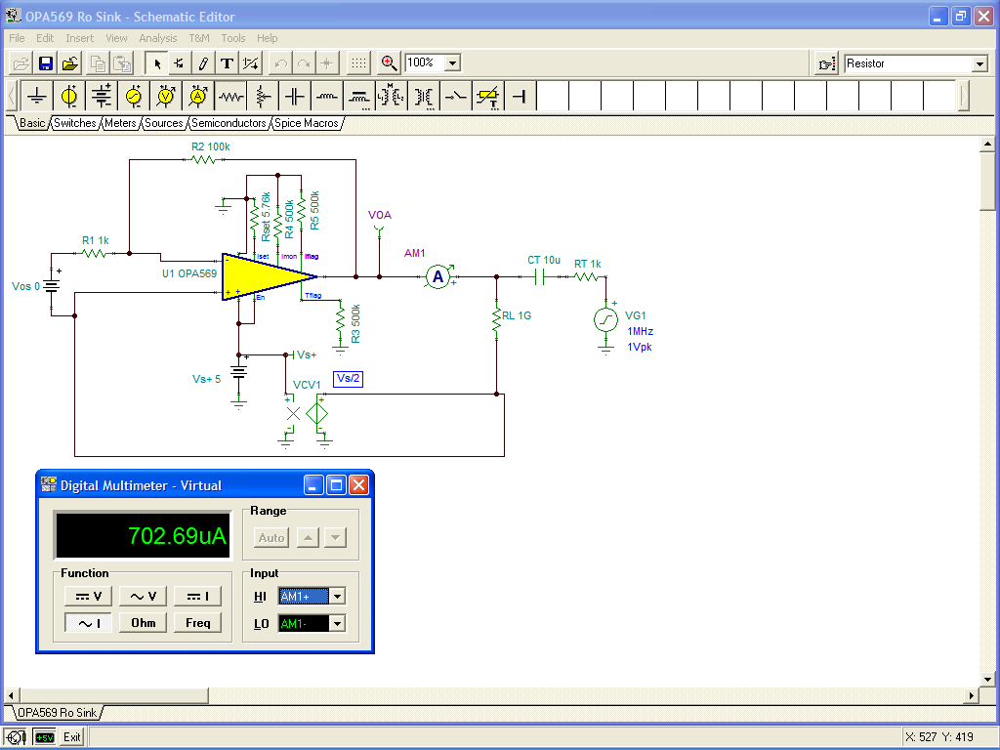 OPA569 Ro Sink - Schematic Editor
File Edit Insert View Analysis T&M Tools Help
T 100% Resistor
Basic Switches Meters Sources Semiconductors Spice Macros
R2 100k
Rset 5.76k
R4 500k
R5 500k
VOA
R1 1k
AM1
CT 10u
RT 1k
Iset Imon Iflag
U1 OPA569
A
Vos 0
En
Tflag
R3 500k
RL 1G
VG1
1MHz
1Vpk
Vs+
Vs+ 5
VCV1
Vs/2
Digital Multimeter - Virtual
702.69uA
Range
Auto
Function
V
V
I
I
Ohm
Freq
Input
HI AM1+
LO AM1-
OPA569 Ro Sink
+5V Exit X: 527 Y: 419